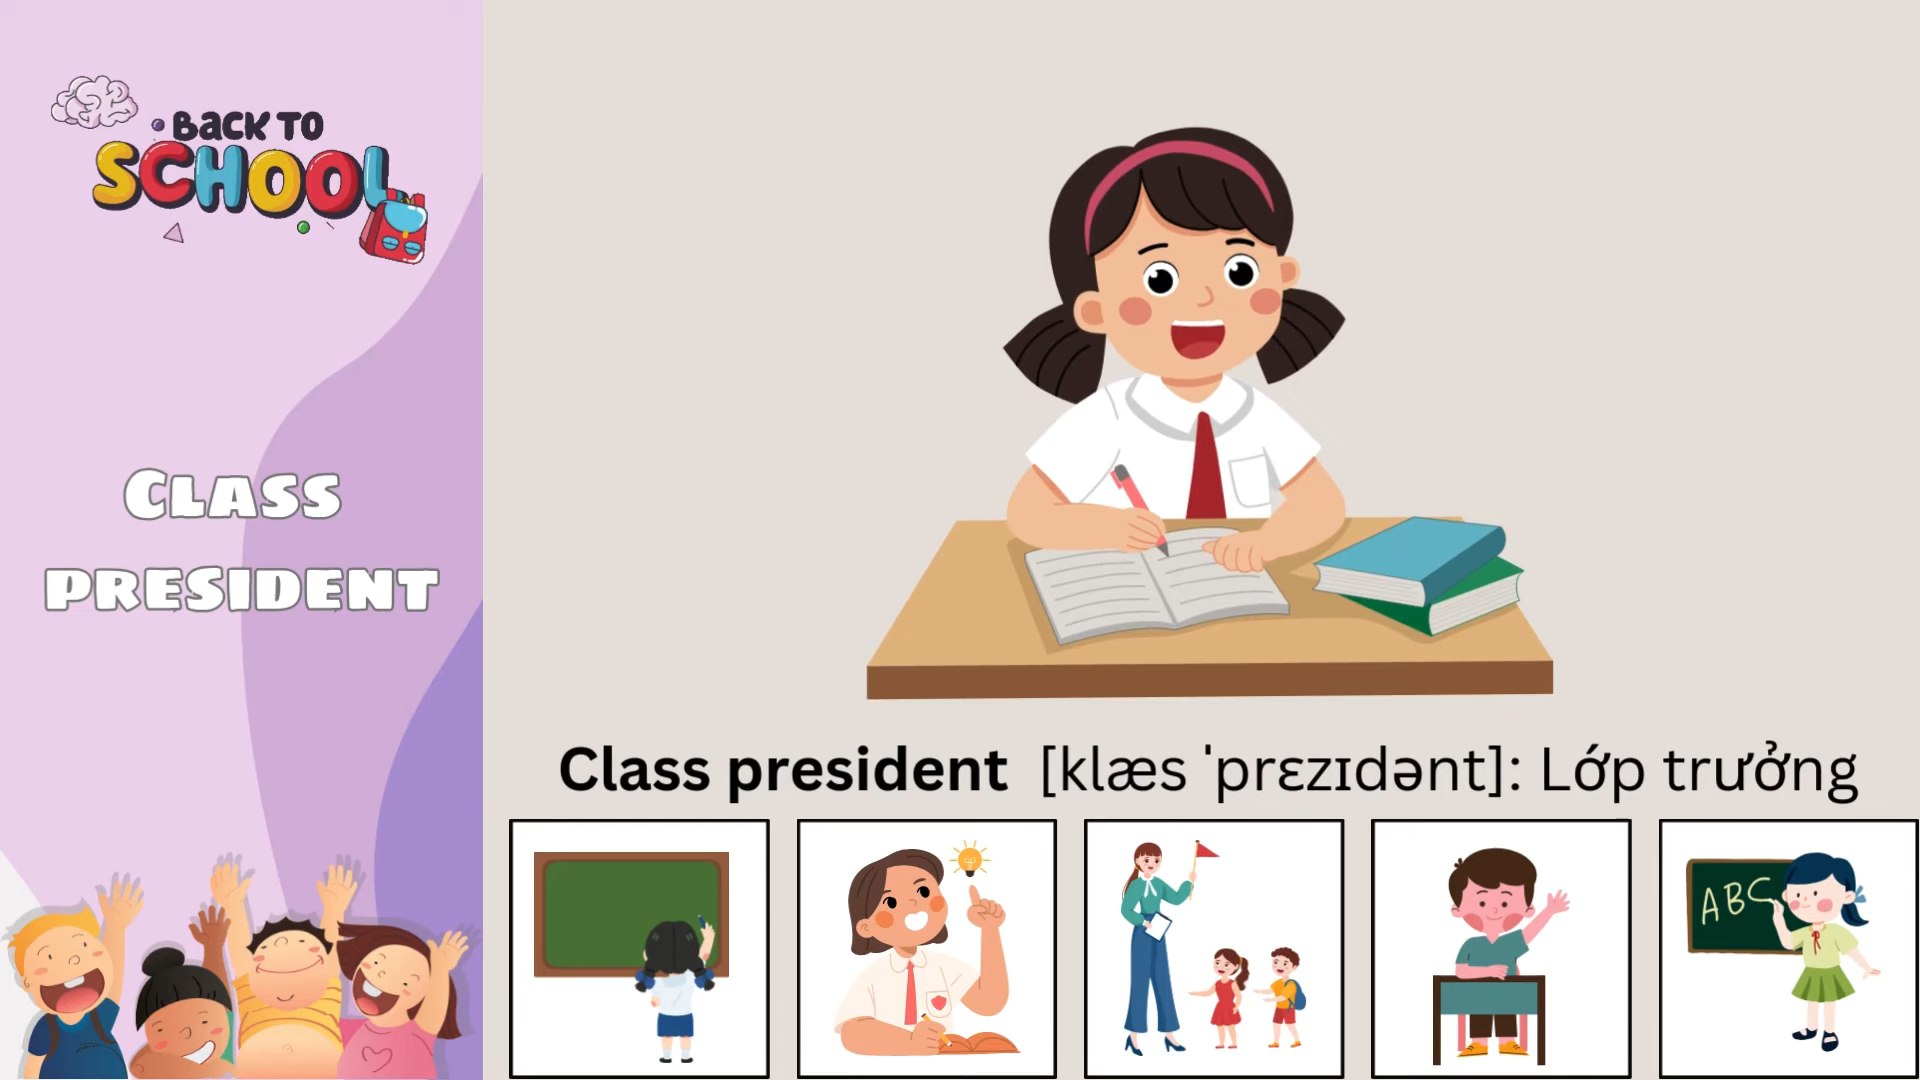 BACK TO
SCHOOL
CLASS
PRESIDENT
Class president [klæs ˈprɛzɪdənt]: Lớp trưởng
ABC